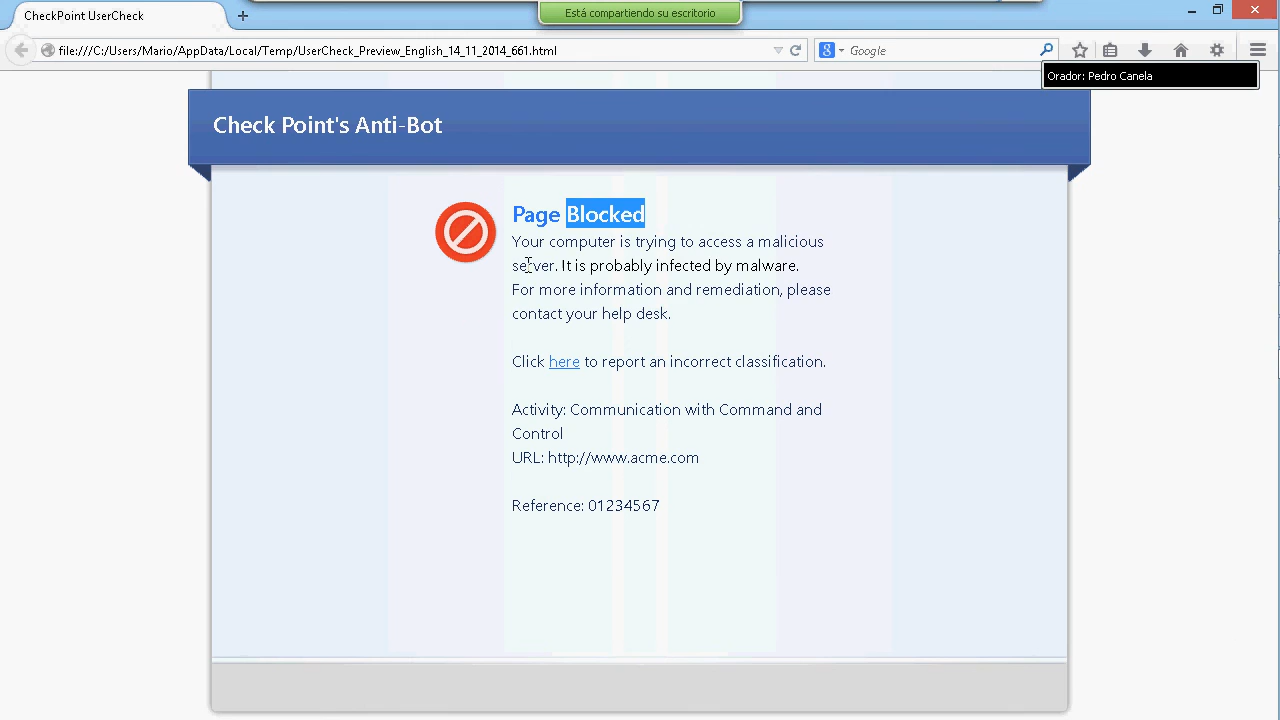 CheckPoint UserCheck
Está compartiendo su escritorio
file:///C:/Users/Mario/AppData/Local/Temp/UserCheck_Preview_English_14_11_2014_661.html
Google
Orador: Pedro Canela
Check Point's Anti-Bot
Page Blocked
Your computer is trying to access a malicious
server. It is probably infected by malware.
For more information and remediation, please
contact your help desk.
Click here to report an incorrect classification.
Activity: Communication with Command and
Control
URL: http://www.acme.com
Reference: 01234567